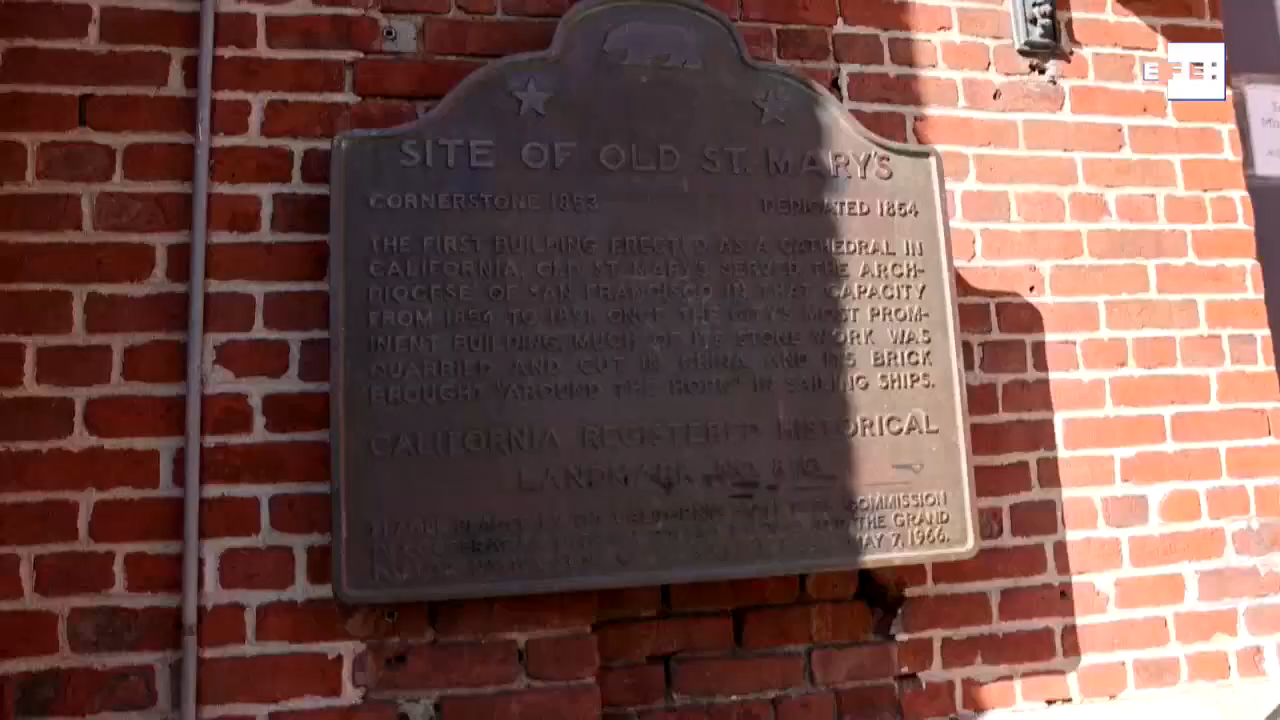 EFE:
SITE OF OLD ST. MARY'S
CORNERSTONE 1853 DEDICATED 1854
THE FIRST BUILDING ERECTED AS A CATHEDRAL IN
CALIFORNIA, OLD ST. MARY'S SERVED THE ARCH-
DIOCESE OF SAN FRANCISCO IN THAT CAPACITY
FROM 1854 TO 1891. ONCE THE CITY'S MOST PROM-
INENT BUILDING, MUCH OF ITS STONE WORK WAS
QUARRIED AND CUT IN CHINA AND ITS BRICK
BROUGHT "AROUND THE HORN" IN SAILING SHIPS.
CALIFORNIA REGISTERED HISTORICAL
LANDMARK
COMMISSION
THE GRAND
MAY 7, 1966.